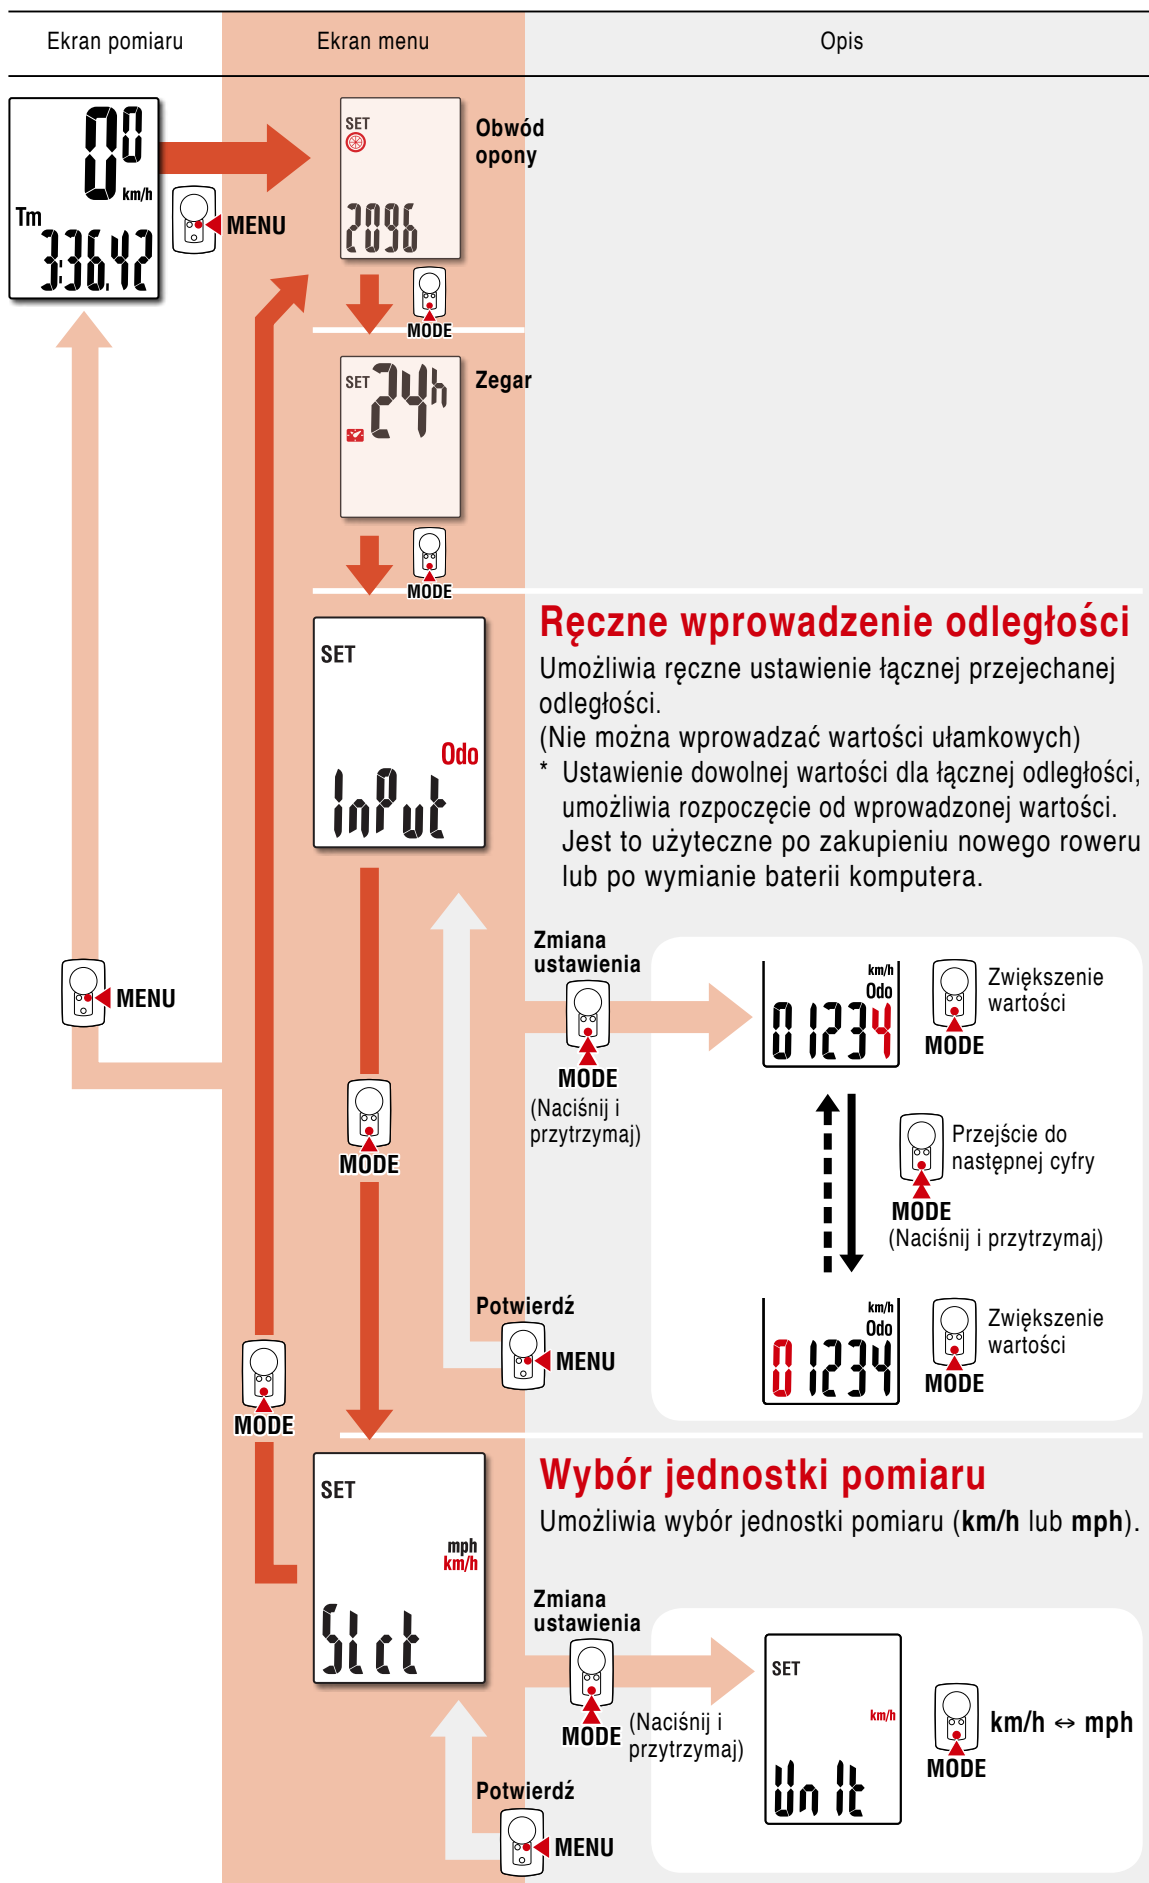 Ekran pomiaru
Ekran menu
Opis
0 0
km/h
Tm
3:36.42
MENU
SET
2096
Obwód
opony
MODE
SET
24h
Zegar
MODE
SET
Odo
InPut
Ręczne wprowadzenie odległości
Umożliwia ręczne ustawienie łącznej przejechanej
odległości.
(Nie można wprowadzać wartości ułamkowych)
* Ustawienie dowolnej wartości dla łącznej odległości,
umożliwia rozpoczęcie od wprowadzonej wartości.
Jest to użyteczne po zakupieniu nowego roweru
lub po wymianie baterii komputera.
MENU
Zmiana
ustawienia
MODE
(Naciśnij i
przytrzymaj)
km/h
Odo
01234
Zwiększenie
wartości
MODE
MODE
Przejście do
następnej cyfry
MODE
(Naciśnij i przytrzymaj)
Potwierdź
MENU
km/h
Odo
01234
Zwiększenie
wartości
MODE
MODE
SET
mph
km/h
Slct
Wybór jednostki pomiaru
Umożliwia wybór jednostki pomiaru (km/h lub mph).
Zmiana
ustawienia
MODE
(Naciśnij i
przytrzymaj)
SET
km/h
Unit
km/h ↔ mph
MODE
Potwierdź
MENU